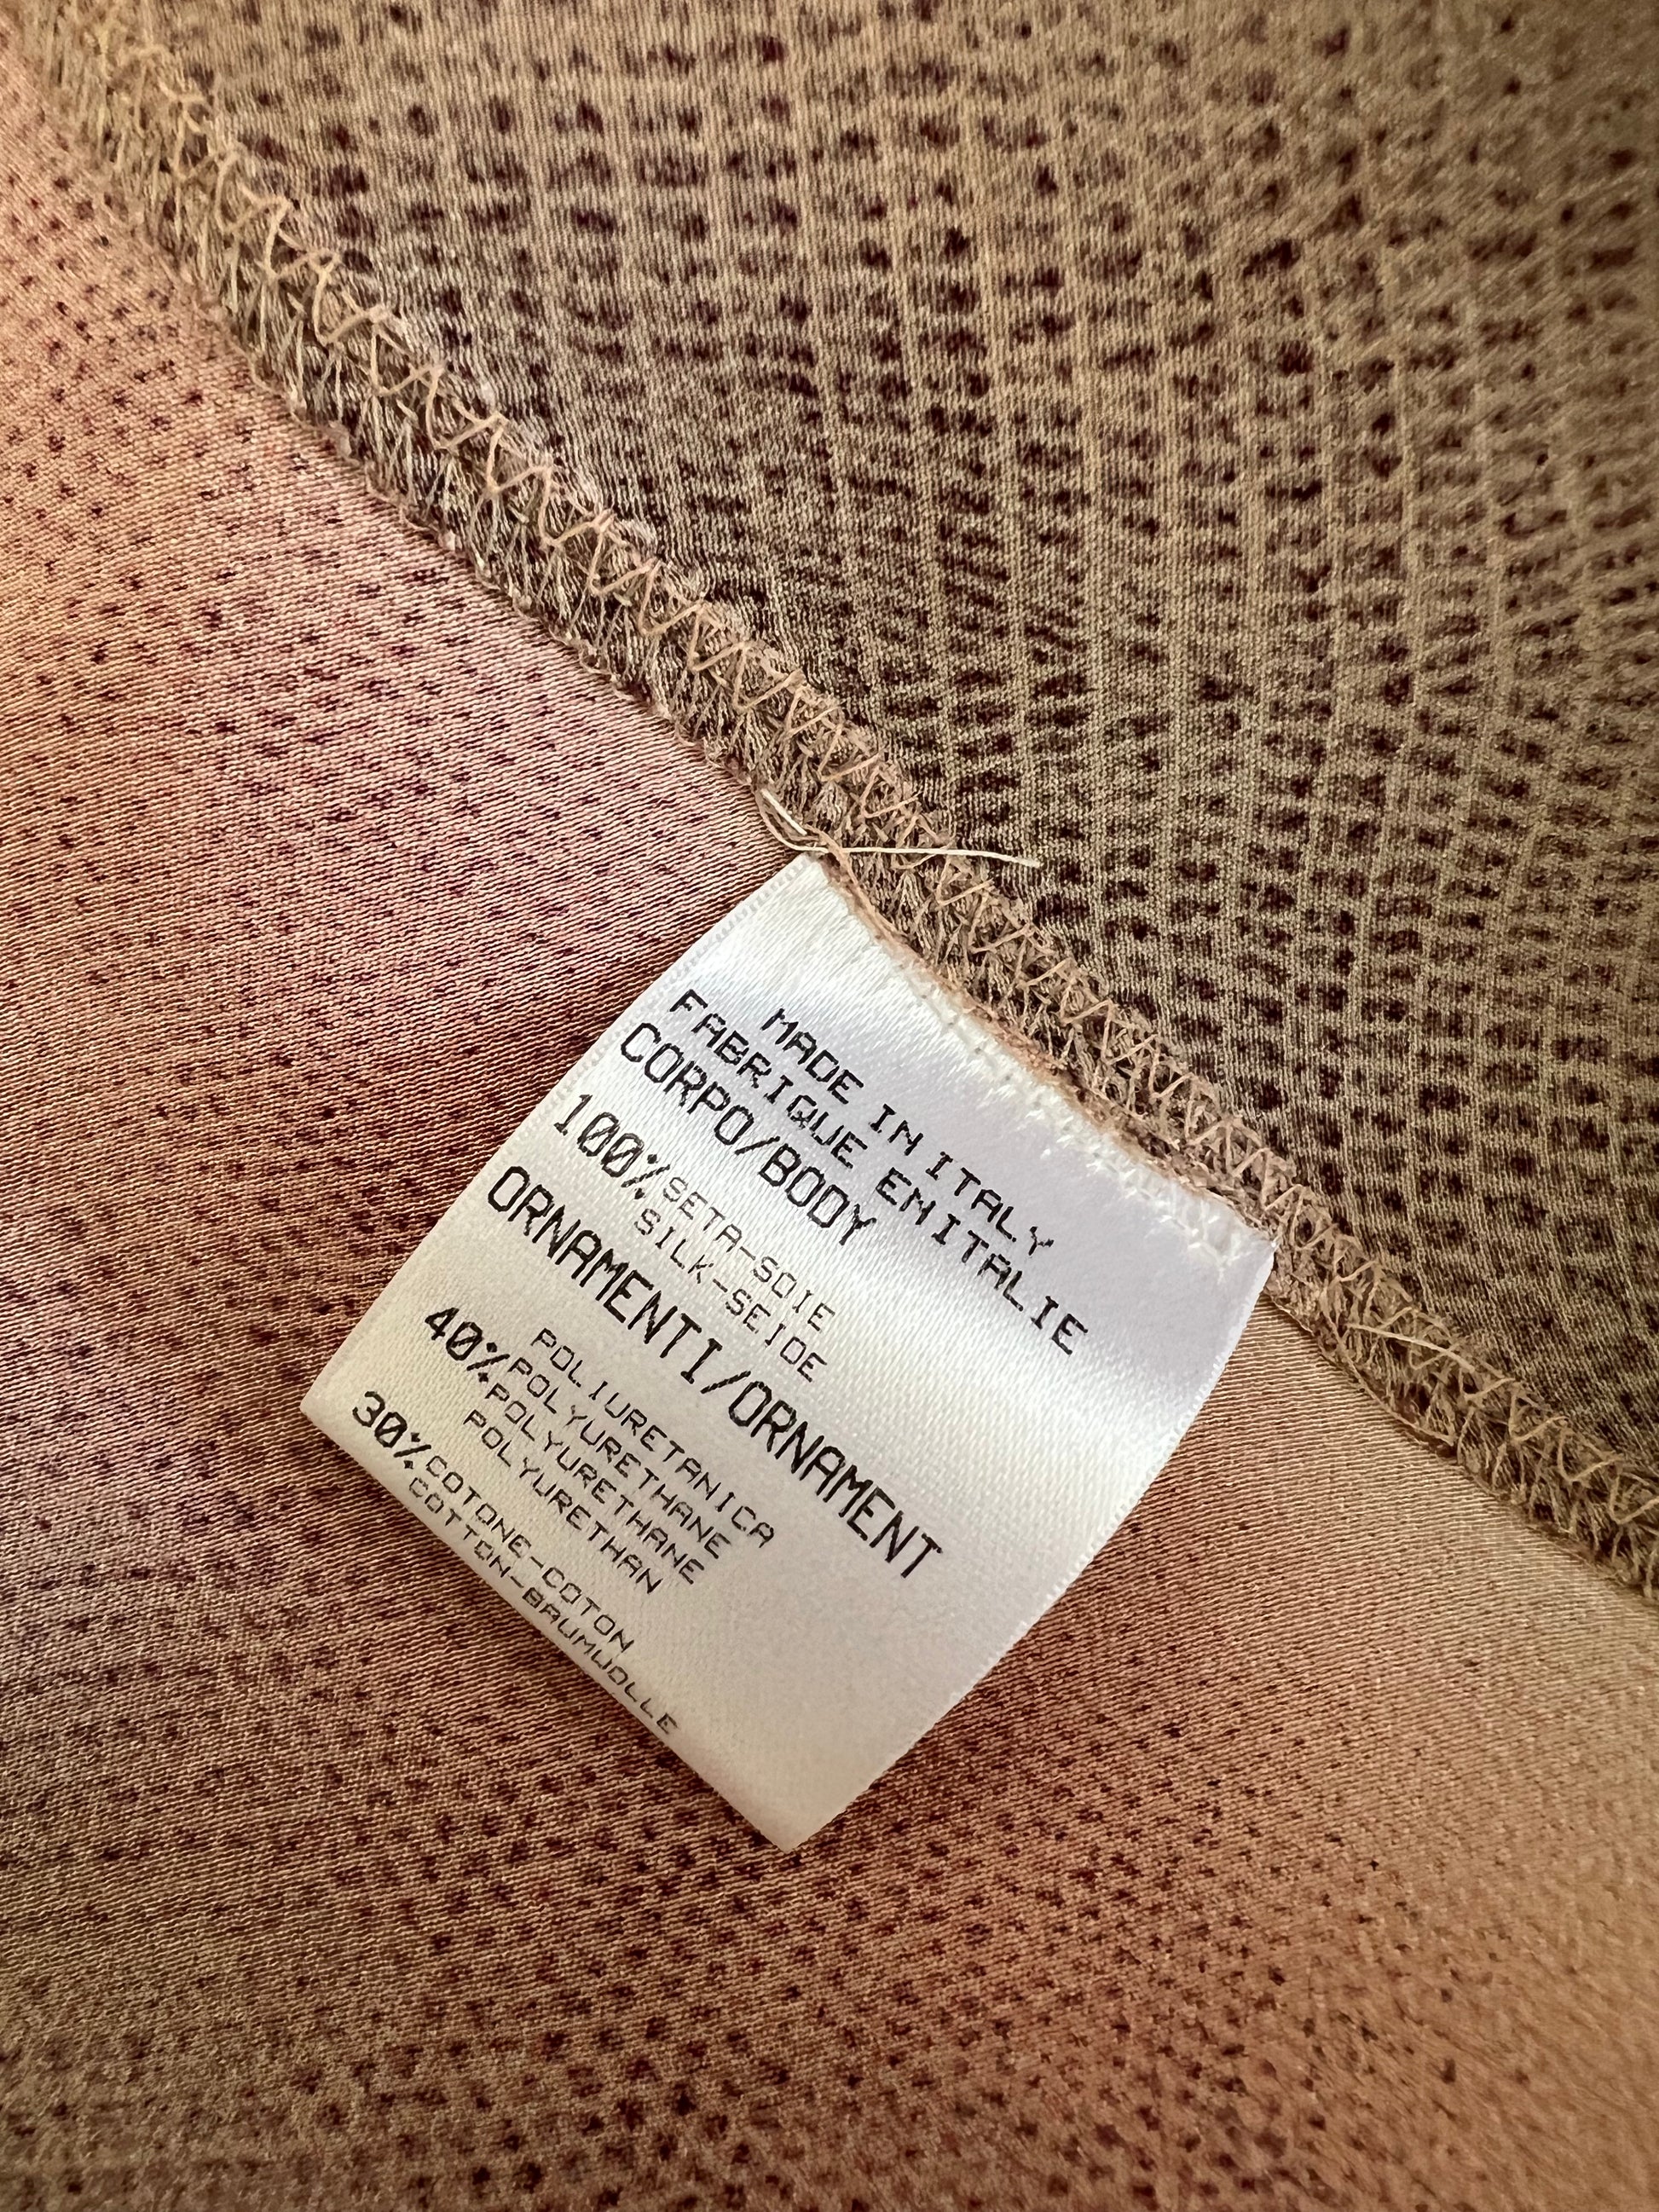 MADE IN ITALY
FABRIQUE EN ITALIE
CORPO/BODY
100% SETA-SOIE
SILK-SEIDE
ORNAMENTI/ORNAMENT
POLIURETANICA
40% POLYURETHANE
POLYURETHANE
POLYURETHAN
30% COTONE-COTON
COTTON-BAUMWOLLE